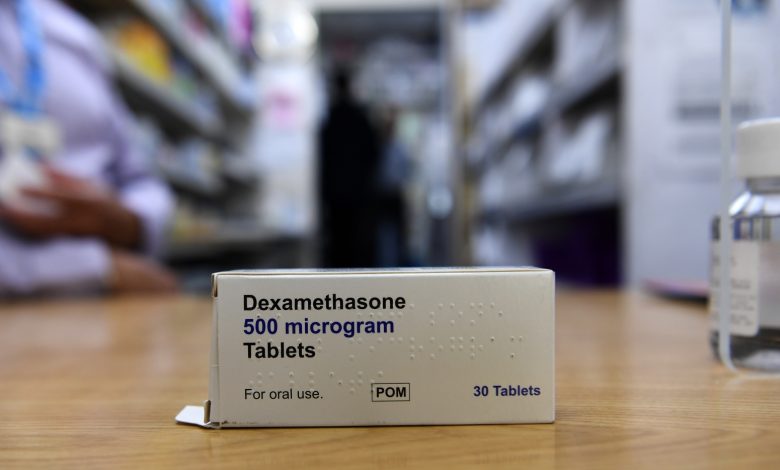 Dexamethasone
500 microgram
Tablets
For oral use.
POM
30 Tablets